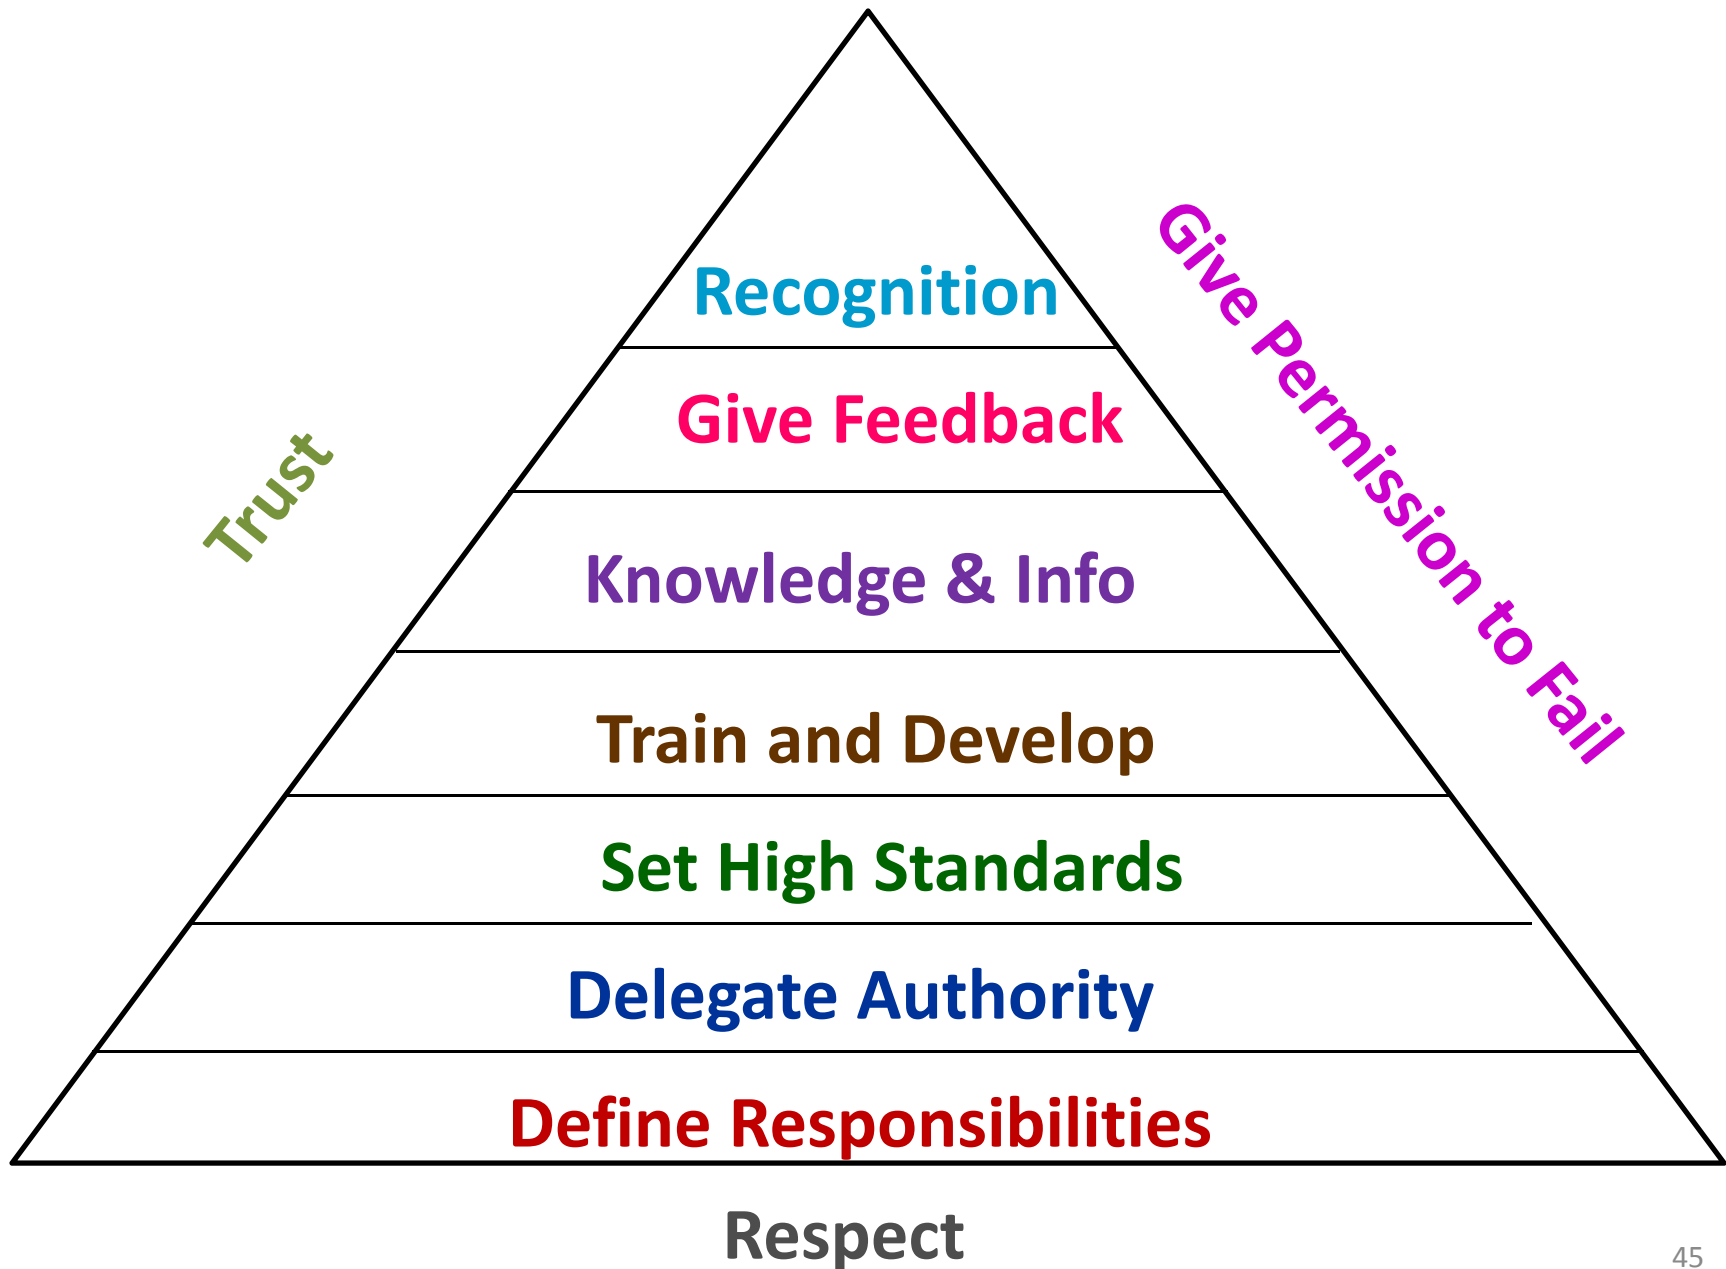 Recognition
Give Feedback
Knowledge & Info
Train and Develop
Set High Standards
Delegate Authority
Define Responsibilities
Respect
Trust
Give Permission to Fail
45